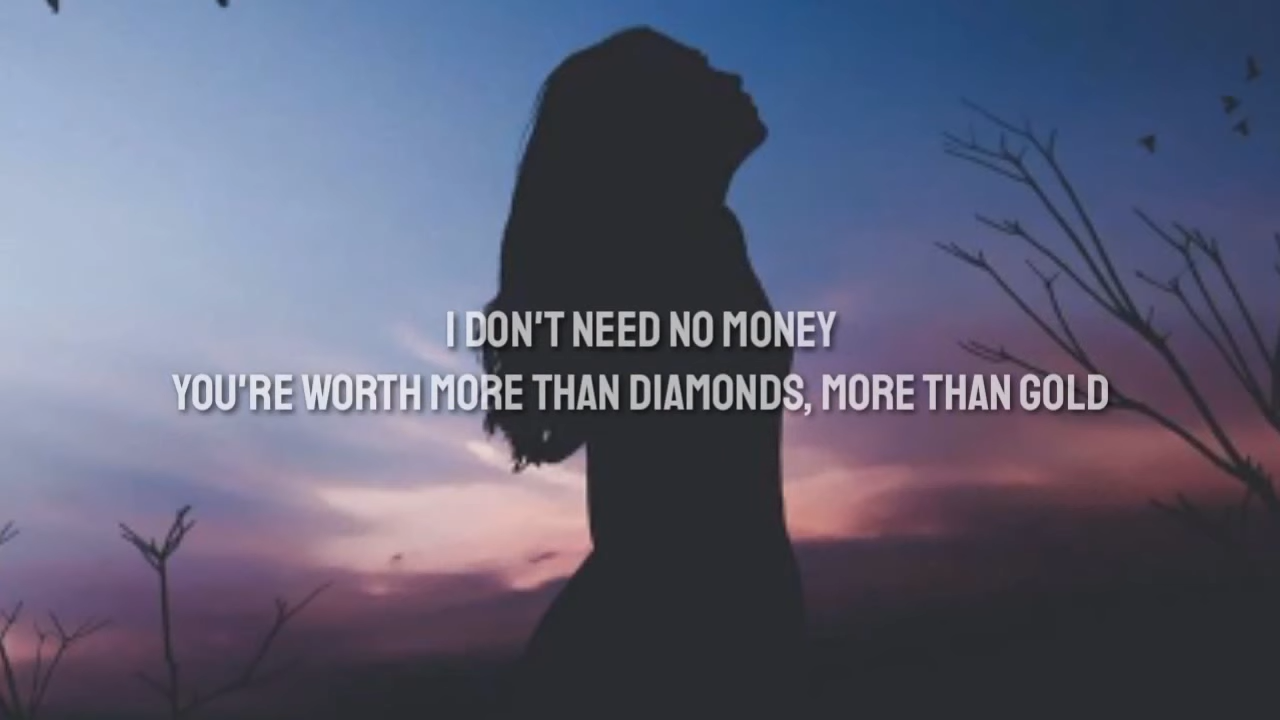 I DON'T NEED NO MONEY
YOU'RE WORTH MORE THAN DIAMONDS, MORE THAN GOLD